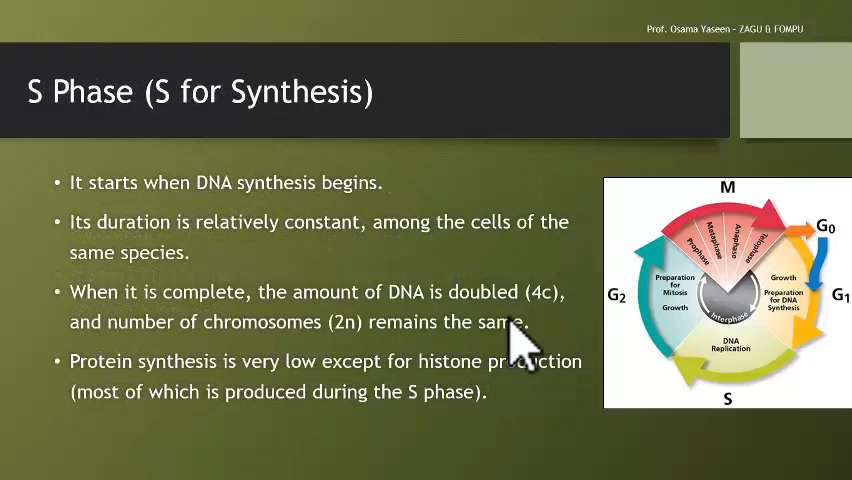 Prof. Osama Yaseen – ZAGU & FOMPU
S Phase (S for Synthesis)
• It starts when DNA synthesis begins.
• Its duration is relatively constant, among the cells of the
same species.
• When it is complete, the amount of DNA is doubled (4c),
and number of chromosomes (2n) remains the same.
• Protein synthesis is very low except for histone production
(most of which is produced during the S phase).
M
G0
Prophase
Metaphase
Anaphase
Telophase
G2
Preparation
for
Mitosis
Growth
Growth
Preparation
for DNA
Synthesis
G1
Interphase
DNA
Replication
S